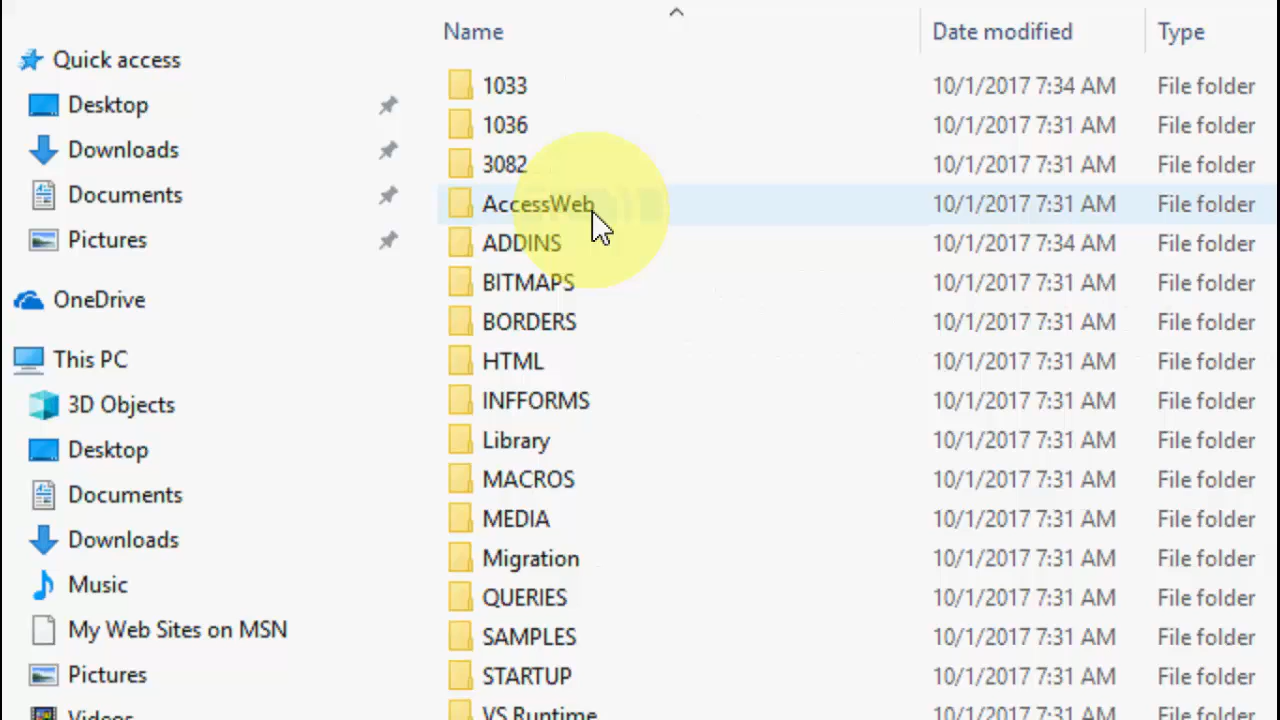 Name Date modified Type
Quick access
Desktop
Downloads
Documents
Pictures
OneDrive
This PC
3D Objects
Desktop
Documents
Downloads
Music
My Web Sites on MSN
Pictures
Videos
1033 10/1/2017 7:34 AM File folder
1036 10/1/2017 7:31 AM File folder
3082 10/1/2017 7:31 AM File folder
AccessWeb 10/1/2017 7:31 AM File folder
ADDINS 10/1/2017 7:34 AM File folder
BITMAPS 10/1/2017 7:31 AM File folder
BORDERS 10/1/2017 7:31 AM File folder
HTML 10/1/2017 7:31 AM File folder
INFFORMS 10/1/2017 7:31 AM File folder
Library 10/1/2017 7:31 AM File folder
MACROS 10/1/2017 7:31 AM File folder
MEDIA 10/1/2017 7:31 AM File folder
Migration 10/1/2017 7:31 AM File folder
QUERIES 10/1/2017 7:31 AM File folder
SAMPLES 10/1/2017 7:31 AM File folder
STARTUP 10/1/2017 7:31 AM File folder
VS Runtime 10/1/2017 7:31 AM File folder